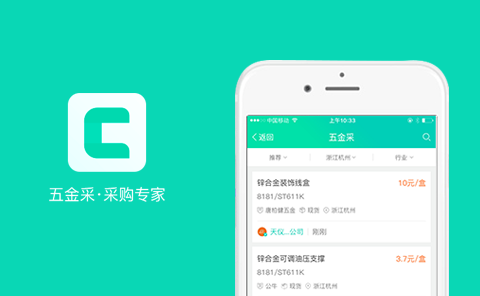 五金采·采购专家
中国移动 上午10:33
返回 五金采
推荐 浙江杭州 行业
锌合金装饰线盒 10元/盒
8181/ST611K
唐柏健五金 现货 浙江杭州
天仪...公司 刚刚
锌合金可调油压支撑 3.7元/盒
8181/ST611K
公牛 现货 浙江杭州